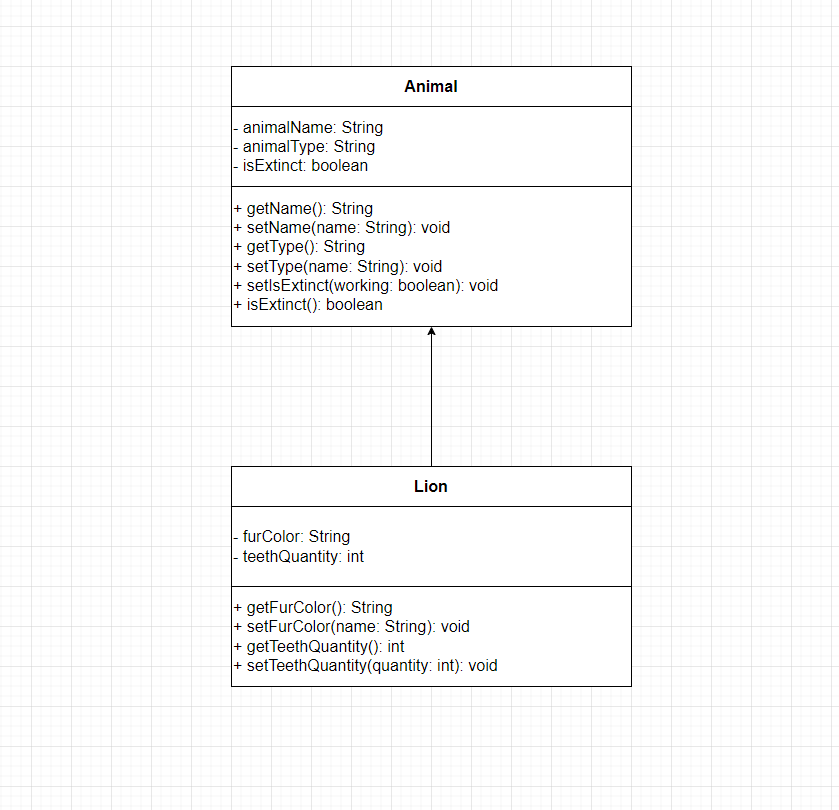 Animal
- animalName: String
- animalType: String
- isExtinct: boolean
+ getName(): String
+ setName(name: String): void
+ getType(): String
+ setType(name: String): void
+ setIsExtinct(working: boolean): void
+ isExtinct(): boolean
Lion
- furColor: String
- teethQuantity: int
+ getFurColor(): String
+ setFurColor(name: String): void
+ getTeethQuantity(): int
+ setTeethQuantity(quantity: int): void